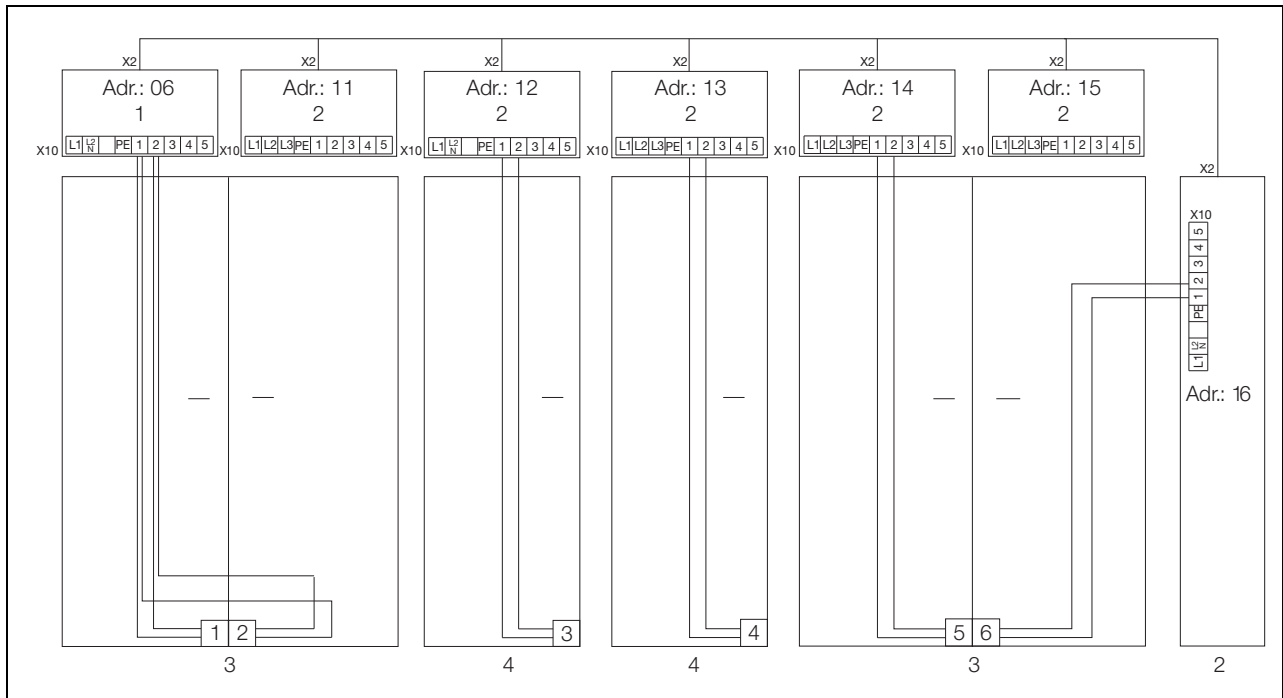 X2 X2 X2 X2 X2 X2
Adr.: 06 Adr.: 11 Adr.: 12 Adr.: 13 Adr.: 14 Adr.: 15
1 2 2 2 2 2
X10 L1 L2 N PE 1 2 3 4 5 X10 L1 L2 L3 PE 1 2 3 4 5 X10 L1 L2 N PE 1 2 3 4 5 X10 L1 L2 L3 PE 1 2 3 4 5 X10 L1 L2 L3 PE 1 2 3 4 5 X10 L1 L2 L3 PE 1 2 3 4 5
X2
X10
L1 L2 N PE 1 2 3 4 5
Adr.: 16
— — — — — —
1 2 3 4 5 6
3 4 4 3 2